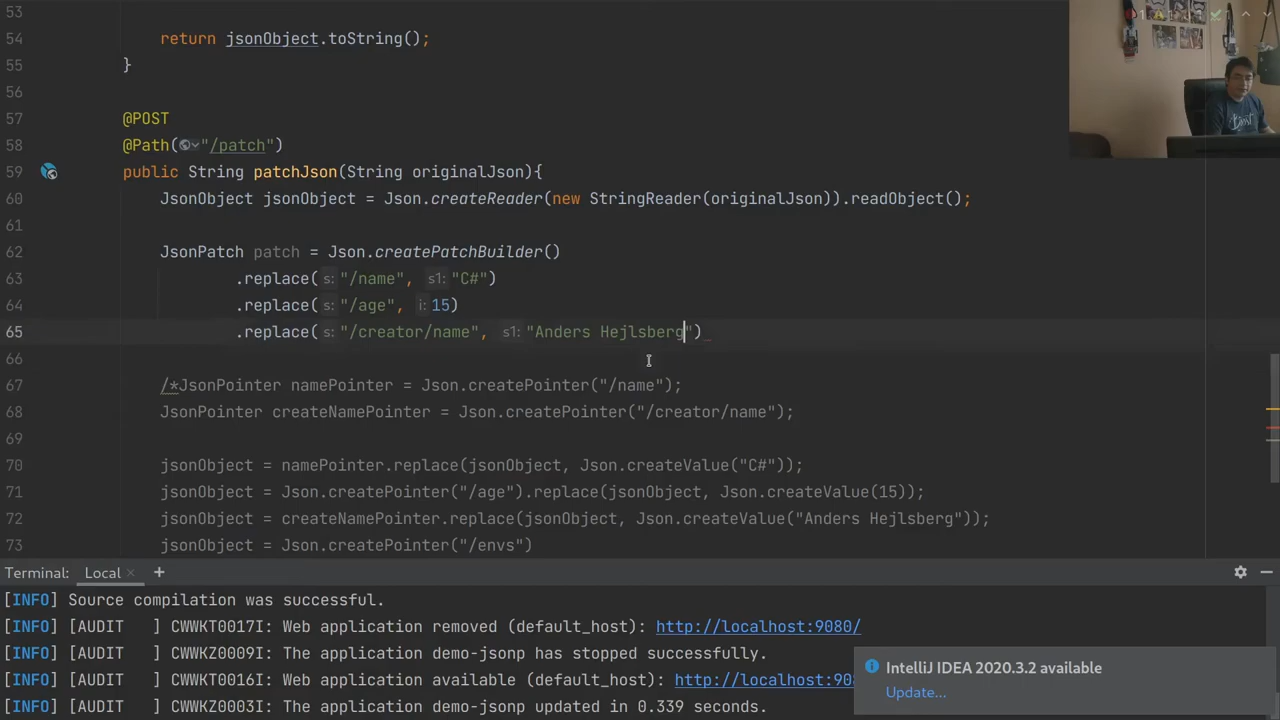 53
54 return jsonObject.toString();
55 }
56
57 @POST
58 @Path("/patch")
59 public String patchJson(String originalJson){
60 JsonObject jsonObject = Json.createReader(new StringReader(originalJson)).readObject();
61
62 JsonPatch patch = Json.createPatchBuilder()
63 .replace( s: "/name", s1: "C#")
64 .replace( s: "/age", i: 15)
65 .replace( s: "/creator/name", s1: "Anders Hejlsberg")
66
67 /*JsonPointer namePointer = Json.createPointer("/name");
68 JsonPointer createNamePointer = Json.createPointer("/creator/name");
69
70 jsonObject = namePointer.replace(jsonObject, Json.createValue("C#"));
71 jsonObject = Json.createPointer("/age").replace(jsonObject, Json.createValue(15));
72 jsonObject = createNamePointer.replace(jsonObject, Json.createValue("Anders Hejlsberg"));
73 jsonObject = Json.createPointer("/envs")
Terminal: Local × +
[INFO] Source compilation was successful.
[INFO] [AUDIT ] CWWKT0017I: Web application removed (default_host): http://localhost:9080/
[INFO] [AUDIT ] CWWKZ0009I: The application demo-jsonp has stopped successfully.
[INFO] [AUDIT ] CWWKT0016I: Web application available (default_host): http://localhost:90
[INFO] [AUDIT ] CWWKZ0003I: The application demo-jsonp updated in 0.339 seconds.
IntelliJ IDEA 2020.3.2 available
Update...